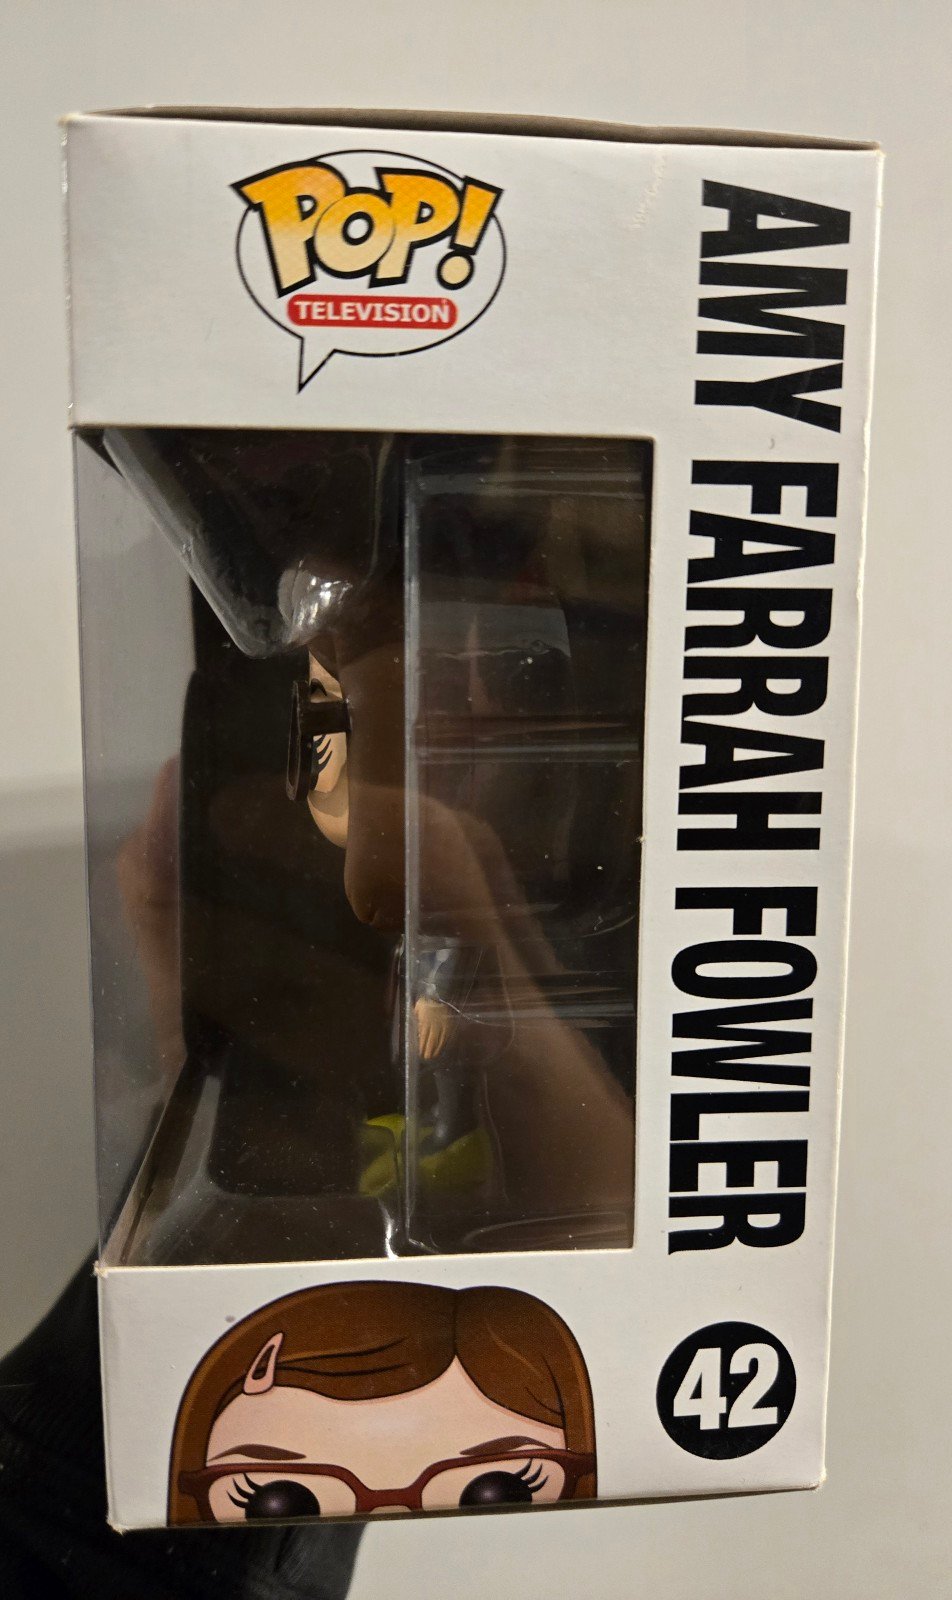 POP!
TELEVISION
AMY FARRAH FOWLER
42